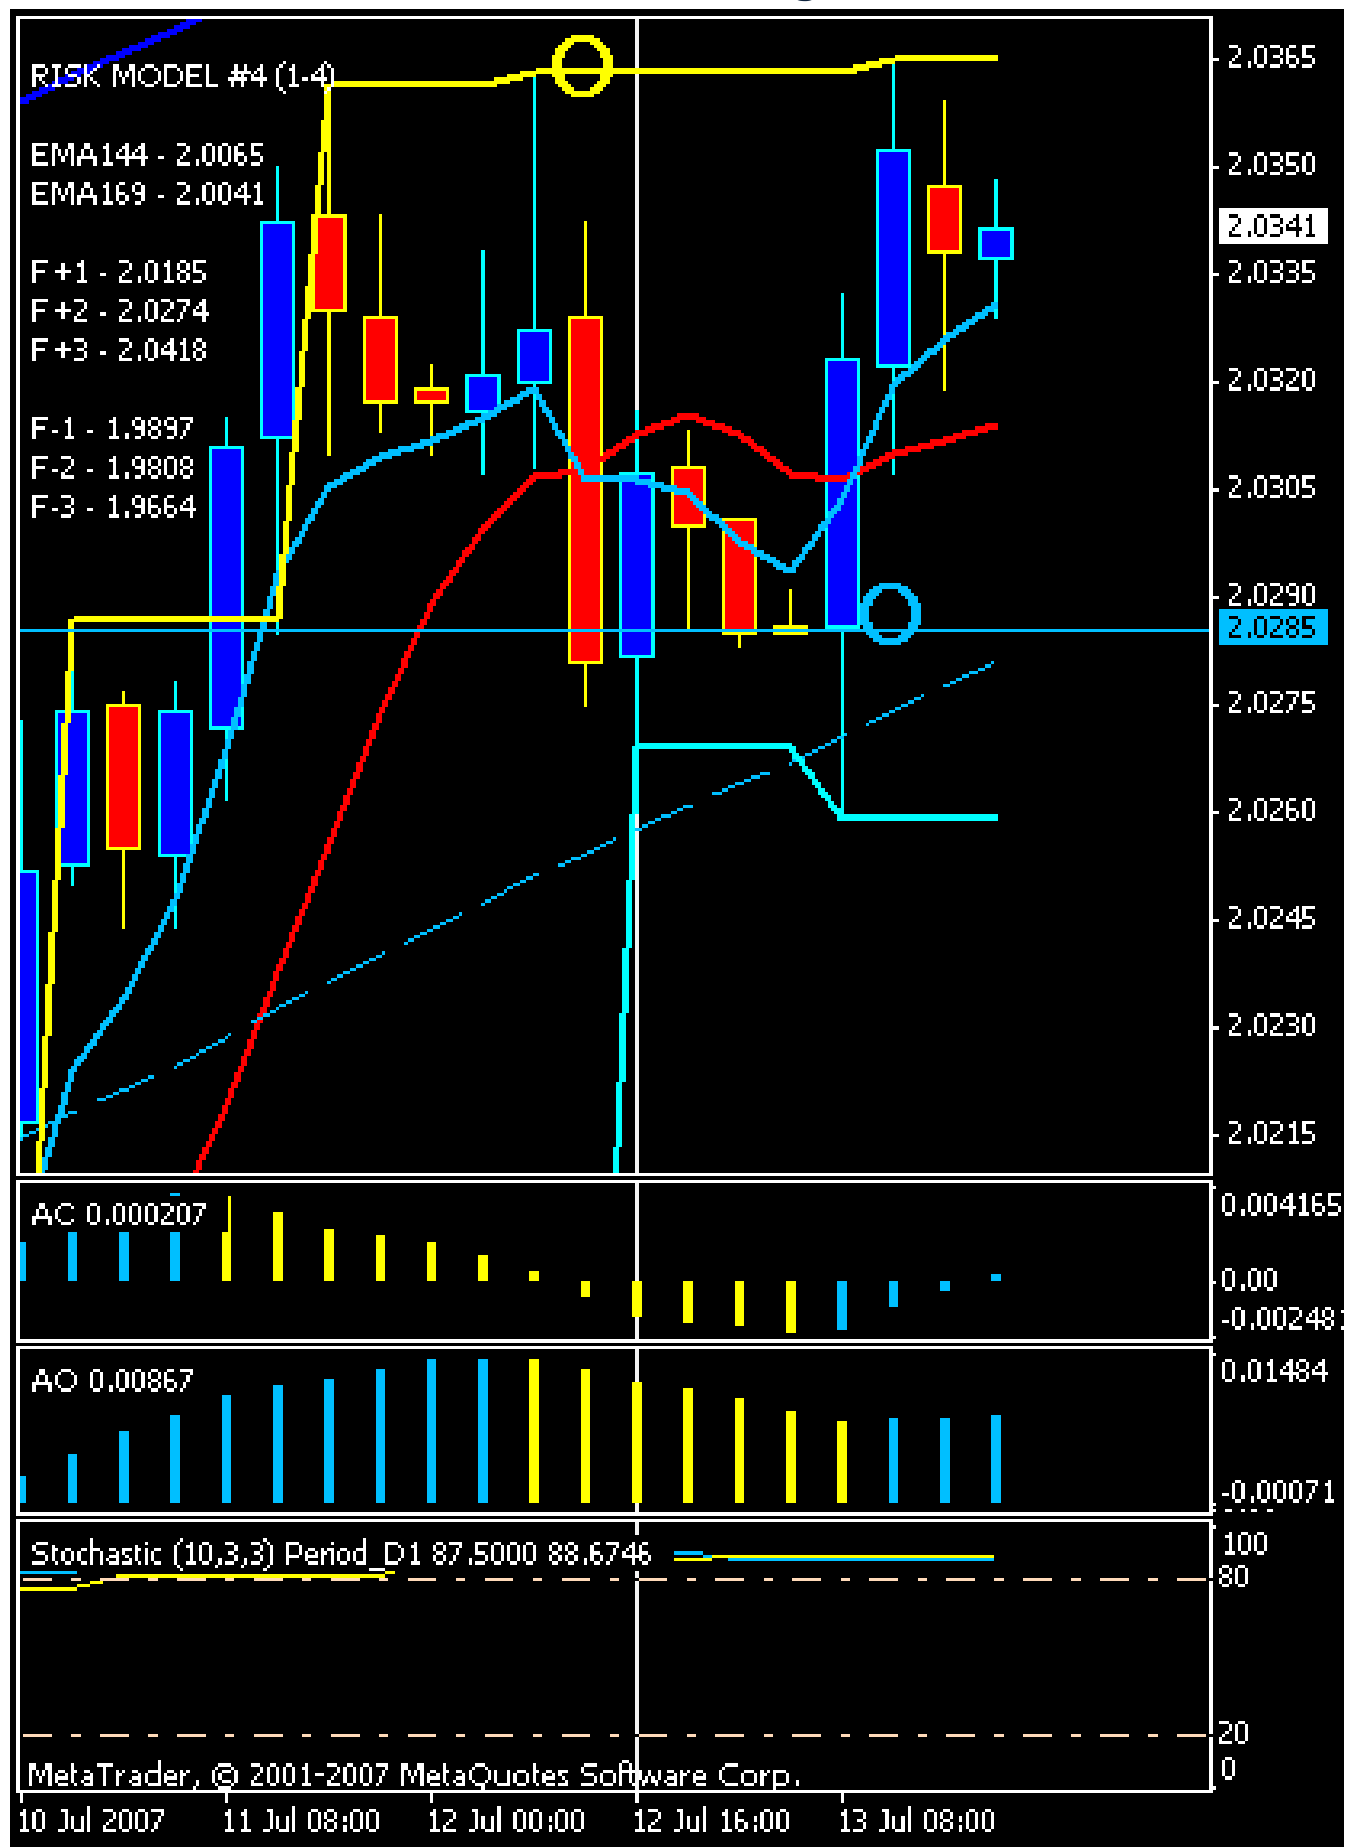 RISK MODEL #4 (1-4)
EMA144 - 2.0065
EMA169 - 2.0041
F+1 - 2.0185
F+2 - 2.0274
F+3 - 2.0418
F-1 - 1.9897
F-2 - 1.9808
F-3 - 1.9664
2.0365
2.0350
2.0341
2.0335
2.0320
2.0305
2.0290
2.0285
2.0275
2.0260
2.0245
2.0230
2.0215
AC 0.000207
0.004165
0.00
-0.002481
AO 0.00867
0.01484
-0.00071
Stochastic (10,3,3) Period_D1 87.5000 88.6746
100
80
20
0
MetaTrader, © 2001-2007 MetaQuotes Software Corp.
10 Jul 2007 11 Jul 08:00 12 Jul 00:00 12 Jul 16:00 13 Jul 08:00